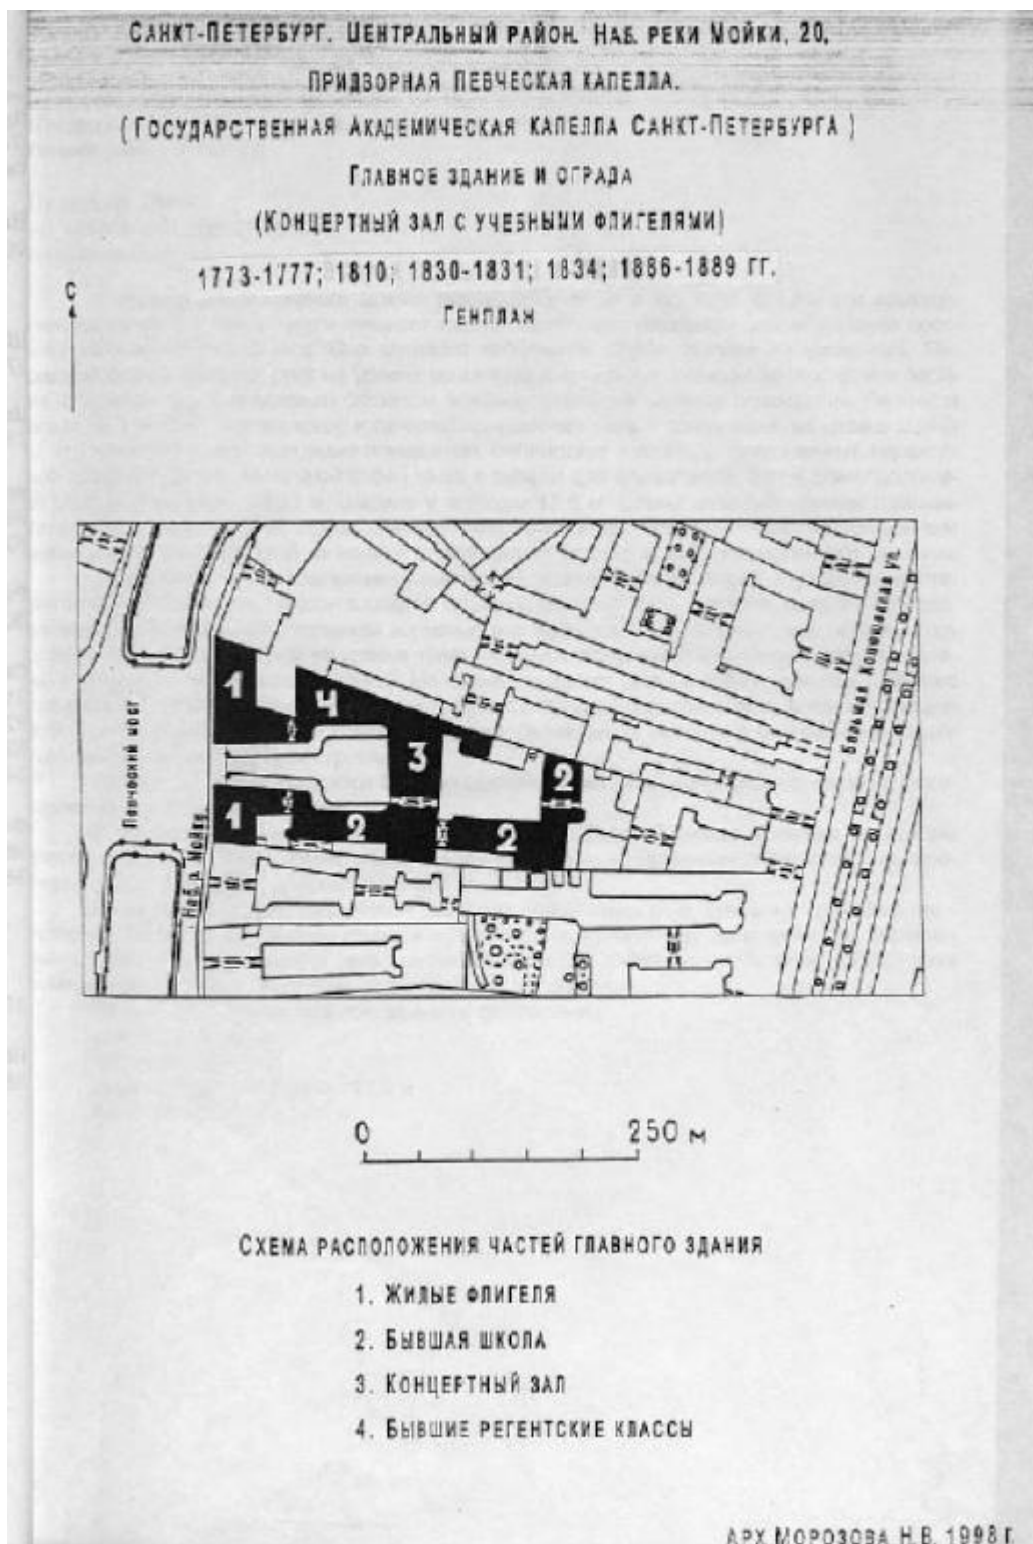 САНКТ-ПЕТЕРБУРГ. ЦЕНТРАЛЬНЫЙ РАЙОН. НАБ. РЕКИ МОЙКИ, 20,
ПРИДВОРНАЯ ПЕВЧЕСКАЯ КАПЕЛЛА.
(ГОСУДАРСТВЕННАЯ АКАДЕМИЧЕСКАЯ КАПЕЛЛА САНКТ-ПЕТЕРБУРГА)
ГЛАВНОЕ ЗДАНИЕ И ОГРАДА
(КОНЦЕРТНЫЙ ЗАЛ С УЧЕБНЫМИ ФЛИГЕЛЯМИ)
1773-1777; 1810; 1830-1831; 1834; 1886-1889 ГГ.
ГЕНПЛАН
С
Певческий мост
Наб. р. Мойки
Большая Конюшенная ул.
1
4
3
2
1
2
2
0 250 М
СХЕМА РАСПОЛОЖЕНИЯ ЧАСТЕЙ ГЛАВНОГО ЗДАНИЯ
1. ЖИЛЫЕ ФЛИГЕЛЯ
2. БЫВШАЯ ШКОЛА
3. КОНЦЕРТНЫЙ ЗАЛ
4. БЫВШИЕ РЕГЕНТСКИЕ КЛАССЫ
АРХ. МОРОЗОВА Н.В. 1998 Г.